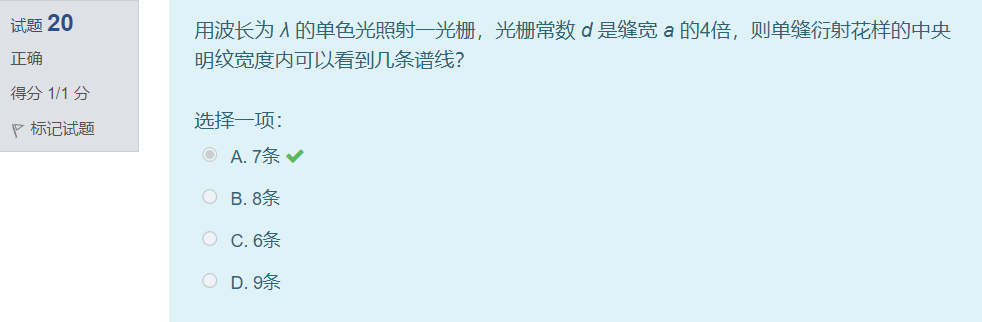 试题 20
正确
得分 1/1 分
标记试题
用波长为 λ 的单色光照射一光栅，光栅常数 d 是缝宽 a 的4倍，则单缝衍射花样的中央
明纹宽度内可以看到几条谱线？
选择一项：
A. 7条
B. 8条
C. 6条
D. 9条